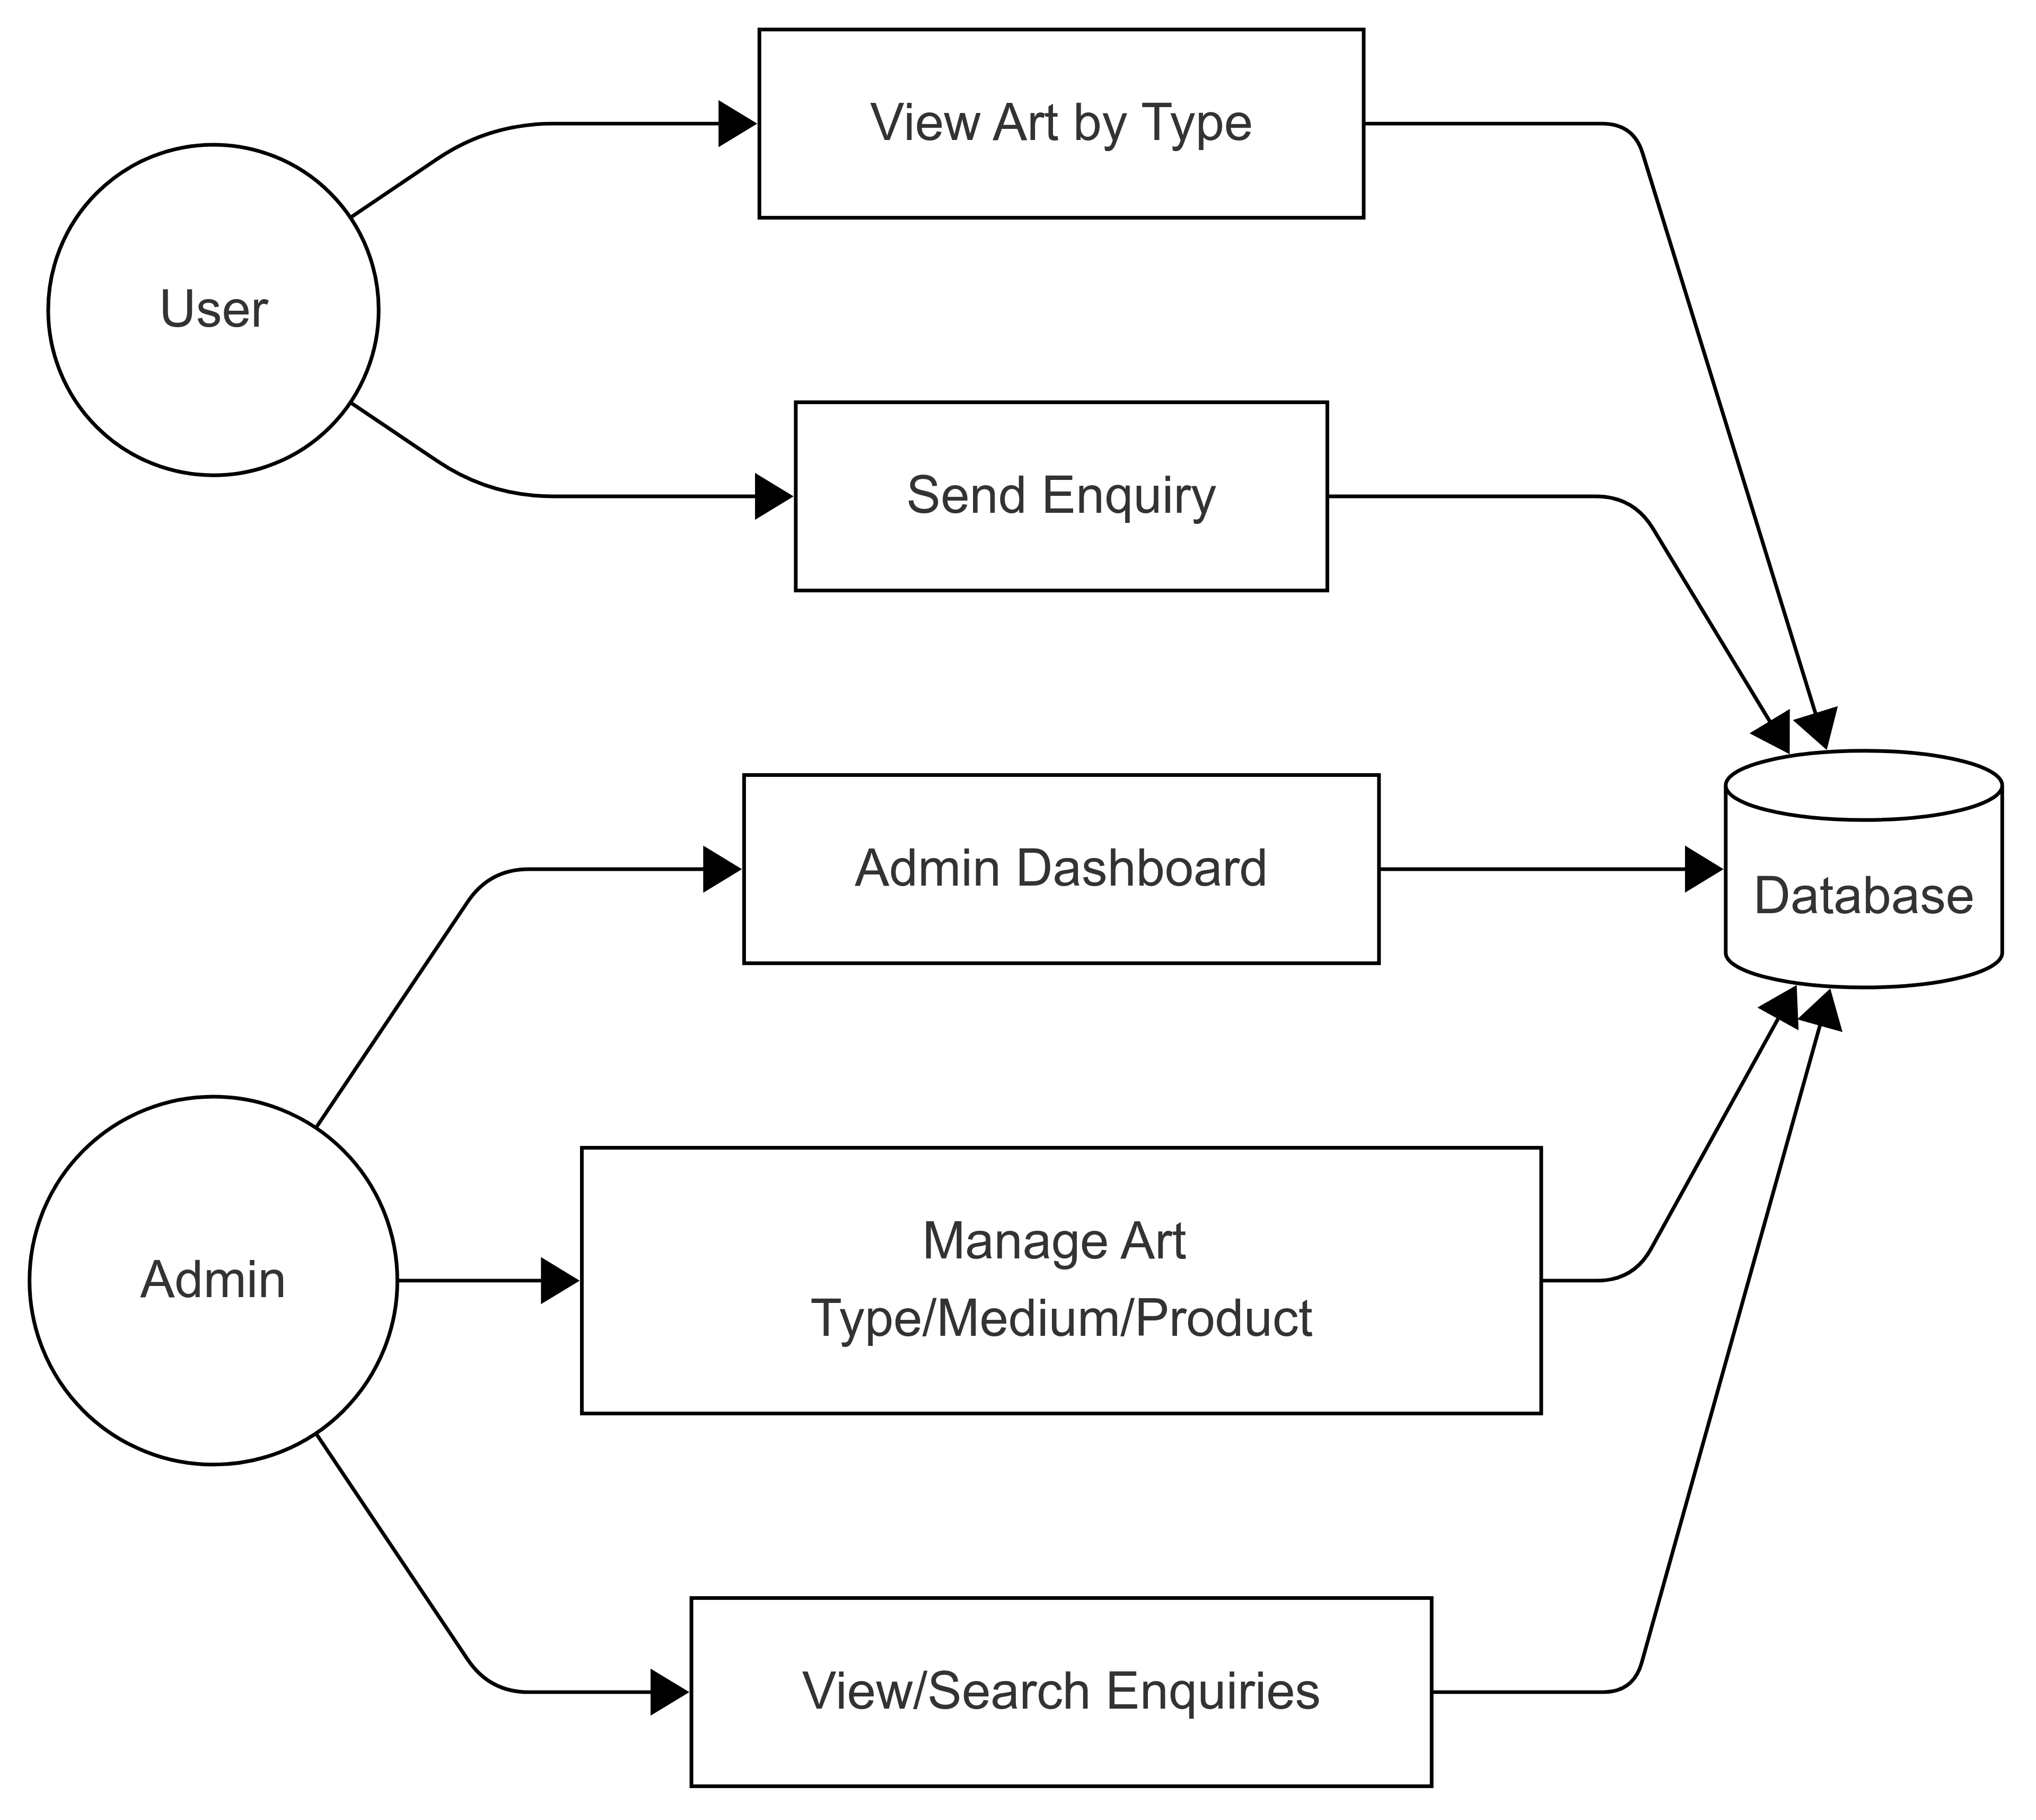 View Art by Type
User
Send Enquiry
Admin Dashboard
Database
Manage Art
Type/Medium/Product
Admin
View/Search Enquiries